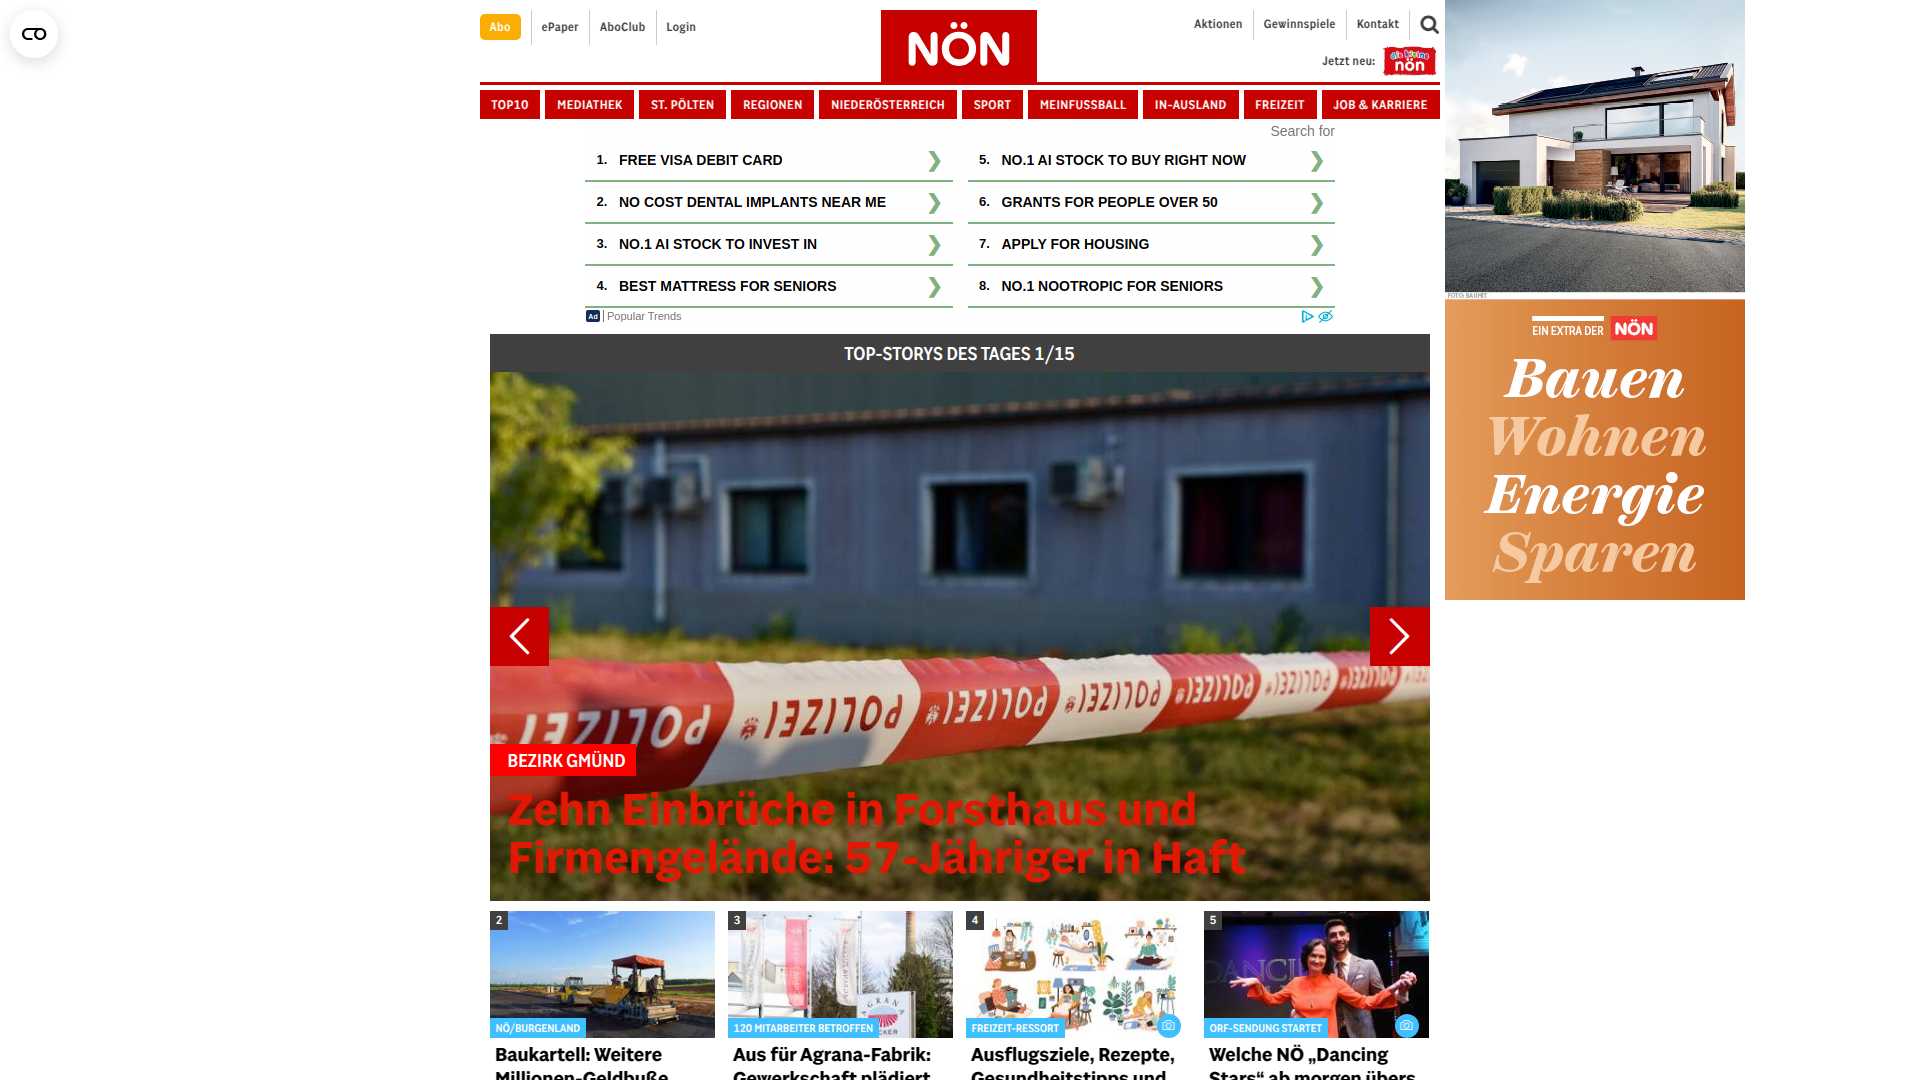 Abo
ePaper
AboClub
Login
NÖN
Aktionen
Gewinnspiele
Kontakt
Jetzt neu:
die kleine
nön
TOP10
MEDIATHEK
ST. PÖLTEN
REGIONEN
NIEDERÖSTERREICH
SPORT
MEINFUSSBALL
IN-AUSLAND
FREIZEIT
JOB & KARRIERE
Search for
1. FREE VISA DEBIT CARD
2. NO COST DENTAL IMPLANTS NEAR ME
3. NO.1 AI STOCK TO INVEST IN
4. BEST MATTRESS FOR SENIORS
5. NO.1 AI STOCK TO BUY RIGHT NOW
6. GRANTS FOR PEOPLE OVER 50
7. APPLY FOR HOUSING
8. NO.1 NOOTROPIC FOR SENIORS
Ad | Popular Trends
FOTO: BAUMIT
EIN EXTRA DER NÖN
Bauen
Wohnen
Energie
Sparen
TOP-STORYS DES TAGES 1/15
POLIZEI POLIZEI POLIZEI POLIZEI POLIZEI POLIZEI POLIZEI
BEZIRK GMÜND
Zehn Einbrüche in Forsthaus und
Firmengelände: 57-Jähriger in Haft
2
NÖ/BURGENLAND
Baukartell: Weitere
Millionen-Geldbuße
3
AGRANA
120 MITARBEITER BETROFFEN
Aus für Agrana-Fabrik:
Gewerkschaft plädiert
4
FREIZEIT-RESSORT
Ausflugsziele, Rezepte,
Gesundheitstipps und
5
DANCI
ORF-SENDUNG STARTET
Welche NÖ „Dancing
Stars“ ab morgen übers